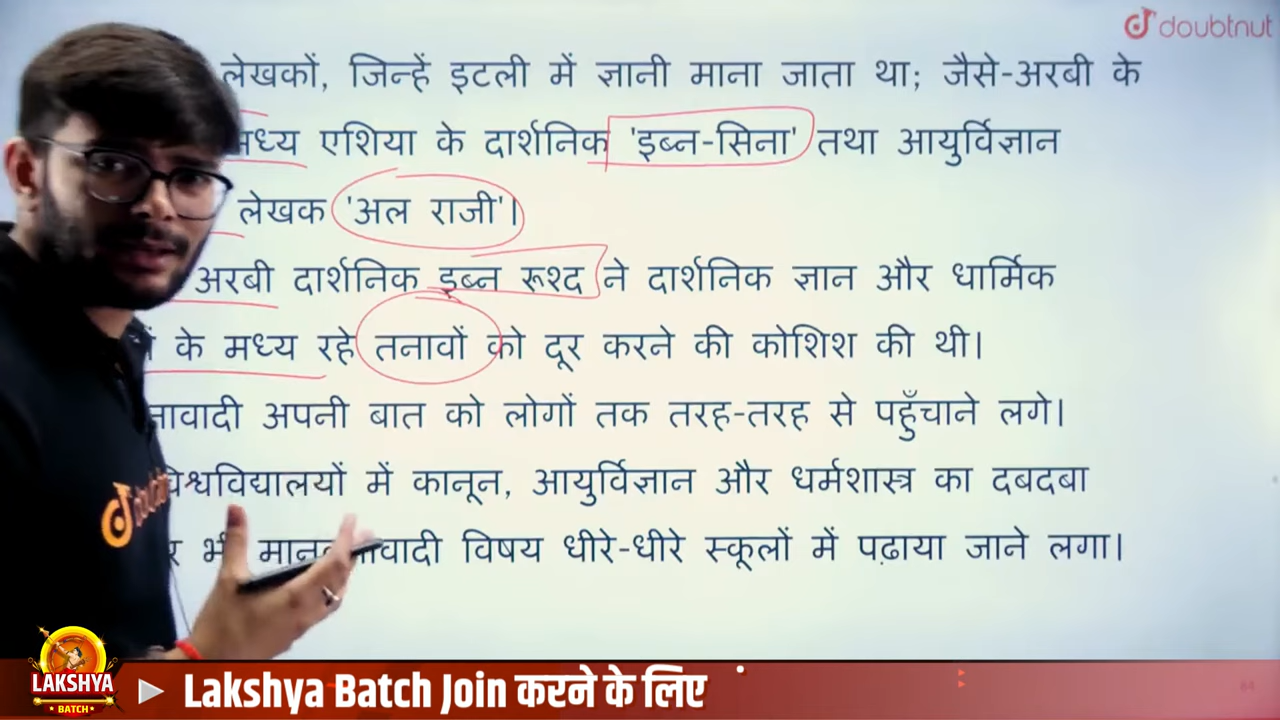 doubtnut
लेखकों, जिन्हें इटली में ज्ञानी माना जाता था; जैसे-अरबी के
मध्य एशिया के दार्शनिक 'इब्न-सिना' तथा आयुर्विज्ञान
लेखक 'अल राजी'।
अरबी दार्शनिक इब्न रूश्द ने दार्शनिक ज्ञान और धार्मिक
के मध्य रहे तनावों को दूर करने की कोशिश की थी।
अपनी बात को लोगों तक तरह-तरह से पहुँचाने लगे।
विश्वविद्यालयों में कानून, आयुर्विज्ञान और धर्मशास्त्र का दबदबा
विषय धीरे-धीरे स्कूलों में पढ़ाया जाने लगा।
LAKSHYA
BATCH
Lakshya Batch Join करने के लिए
84